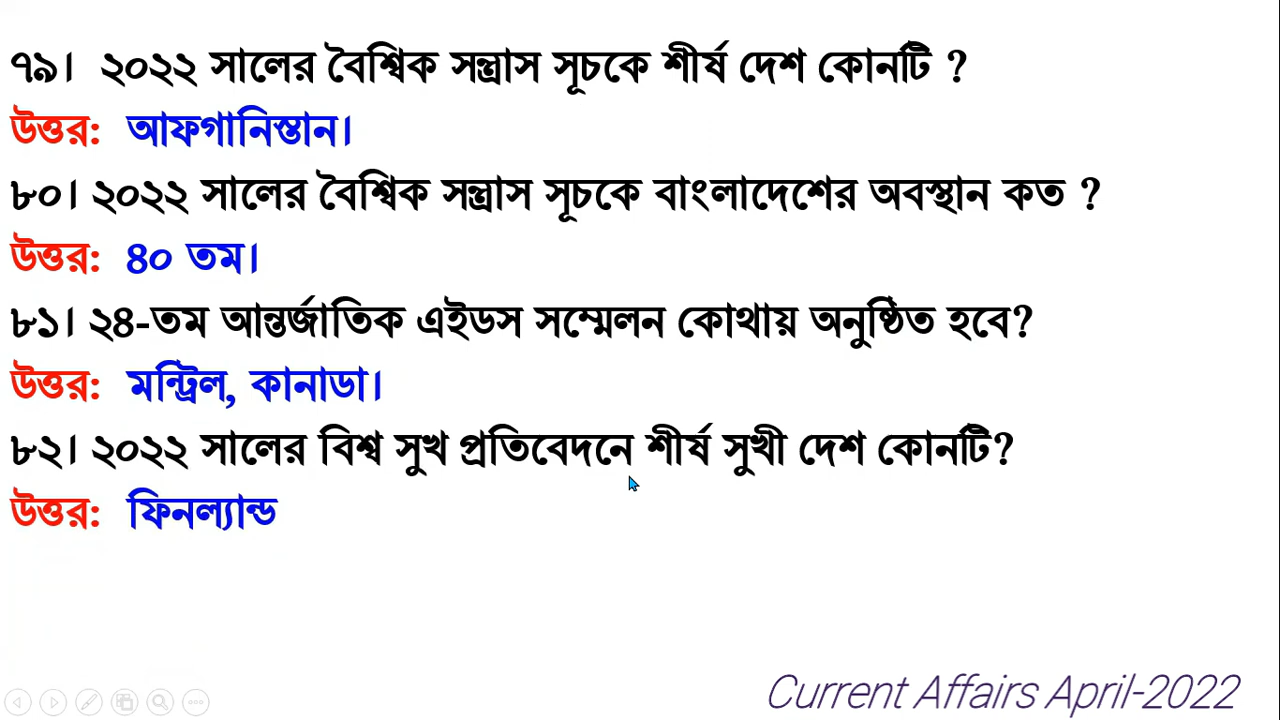 ৭৯। ২০২২ সালের বৈশ্বিক সন্ত্রাস সূচকে শীর্ষ দেশ কোনটি ?
উত্তর: আফগানিস্তান।
৮০। ২০২২ সালের বৈশ্বিক সন্ত্রাস সূচকে বাংলাদেশের অবস্থান কত ?
উত্তর: ৪০ তম।
৮১। ২৪-তম আন্তর্জাতিক এইডস সম্মেলন কোথায় অনুষ্ঠিত হবে?
উত্তর: মন্ট্রিল, কানাডা।
৮২। ২০২২ সালের বিশ্ব সুখ প্রতিবেদনে শীর্ষ সুখী দেশ কোনটি?
উত্তর: ফিনল্যান্ড
Current Affairs April-2022